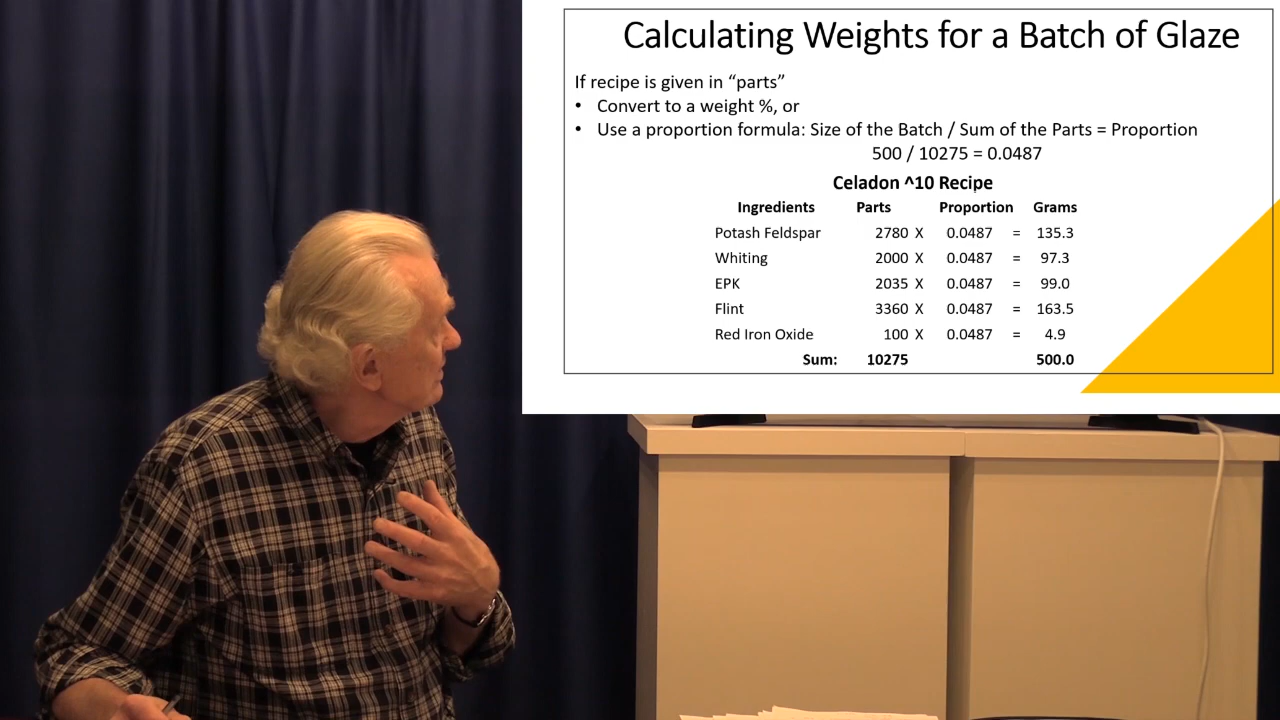 Calculating Weights for a Batch of Glaze
If recipe is given in “parts”
• Convert to a weight %, or
• Use a proportion formula: Size of the Batch / Sum of the Parts = Proportion
500 / 10275 = 0.0487
Celadon ^10 Recipe
Ingredients Parts Proportion Grams
Potash Feldspar 2780 X 0.0487 = 135.3
Whiting 2000 X 0.0487 = 97.3
EPK 2035 X 0.0487 = 99.0
Flint 3360 X 0.0487 = 163.5
Red Iron Oxide 100 X 0.0487 = 4.9
Sum: 10275 500.0